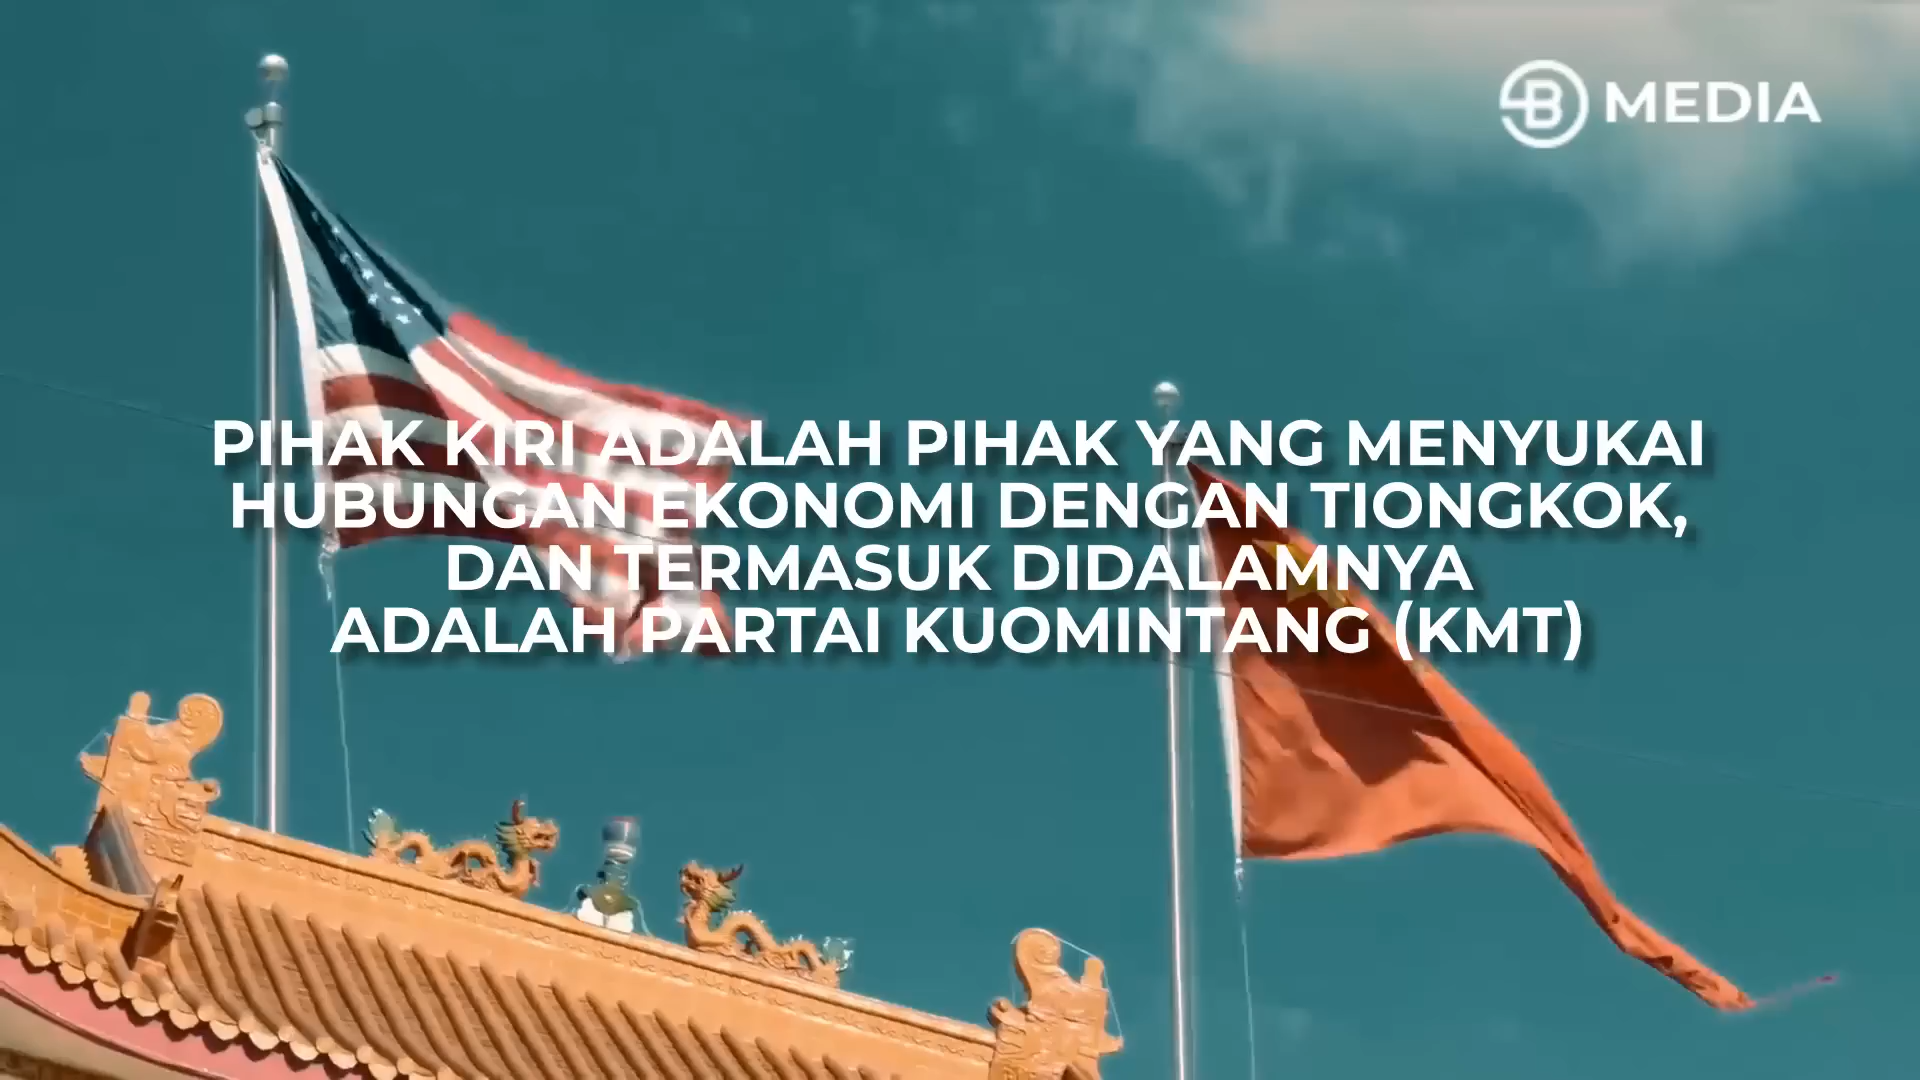 MEDIA
PIHAK KIRI ADALAH PIHAK YANG MENYUKAI
HUBUNGAN EKONOMI DENGAN TIONGKOK,
DAN TERMASUK DIDALAMNYA
ADALAH PARTAI KUOMINTANG (KMT)